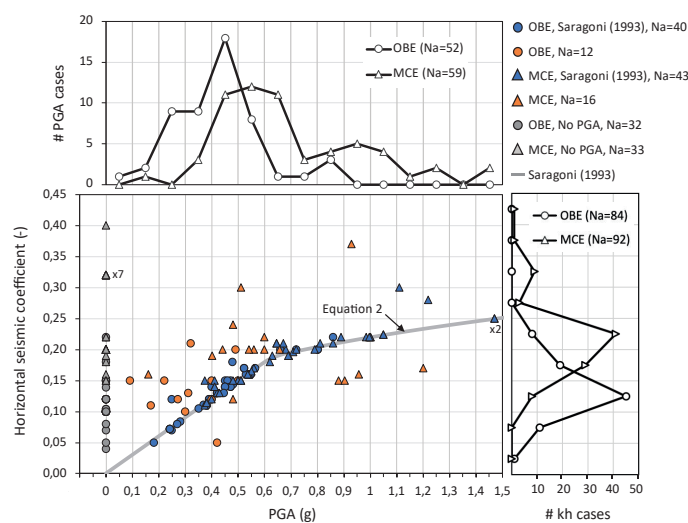 20
15
10
5
0
# PGA cases
OBE (Na=52)
MCE (Na=59)
OBE, Saragoni (1993), Na=40
OBE, Na=12
MCE, Saragoni (1993), Na=43
MCE, Na=16
OBE, No PGA, Na=32
MCE, No PGA, Na=33
Saragoni (1993)
0,45
0,40
0,35
0,30
0,25
0,20
0,15
0,10
0,05
0,00
Horizontal seismic coefficient (-)
x7
Equation 2
x2
0 0,1 0,2 0,3 0,4 0,5 0,6 0,7 0,8 0,9 1 1,1 1,2 1,3 1,4 1,5
PGA (g)
OBE (Na=84)
MCE (Na=92)
10 20 30 40 50
# kh cases